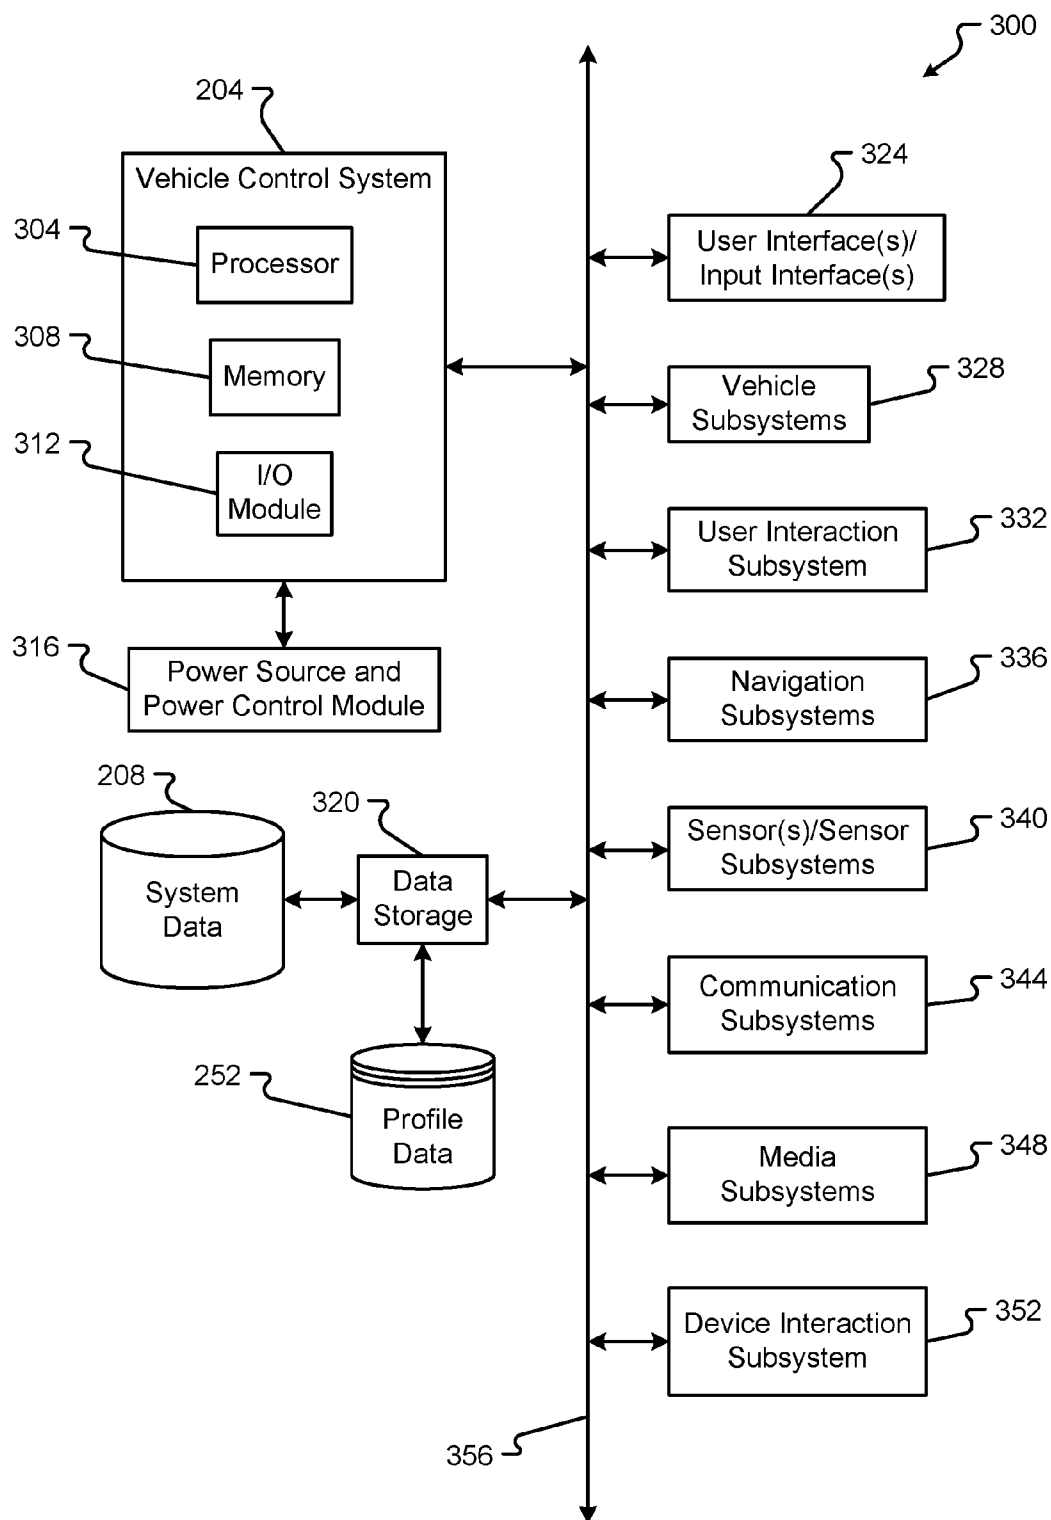 300
204
Vehicle Control System
304
Processor
308
Memory
312
I/O
Module
316
Power Source and
Power Control Module
208
System
Data
320
Data
Storage
252
Profile
Data
324
User Interface(s)/
Input Interface(s)
328
Vehicle
Subsystems
332
User Interaction
Subsystem
336
Navigation
Subsystems
340
Sensor(s)/Sensor
Subsystems
344
Communication
Subsystems
348
Media
Subsystems
352
Device Interaction
Subsystem
356